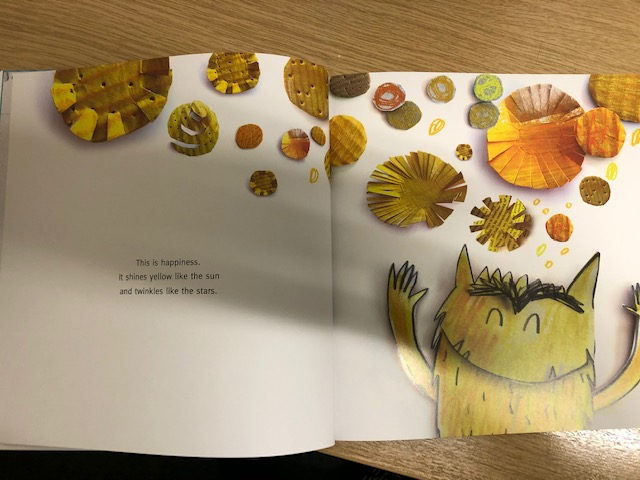 This is happiness.
It shines yellow like the sun
and twinkles like the stars.